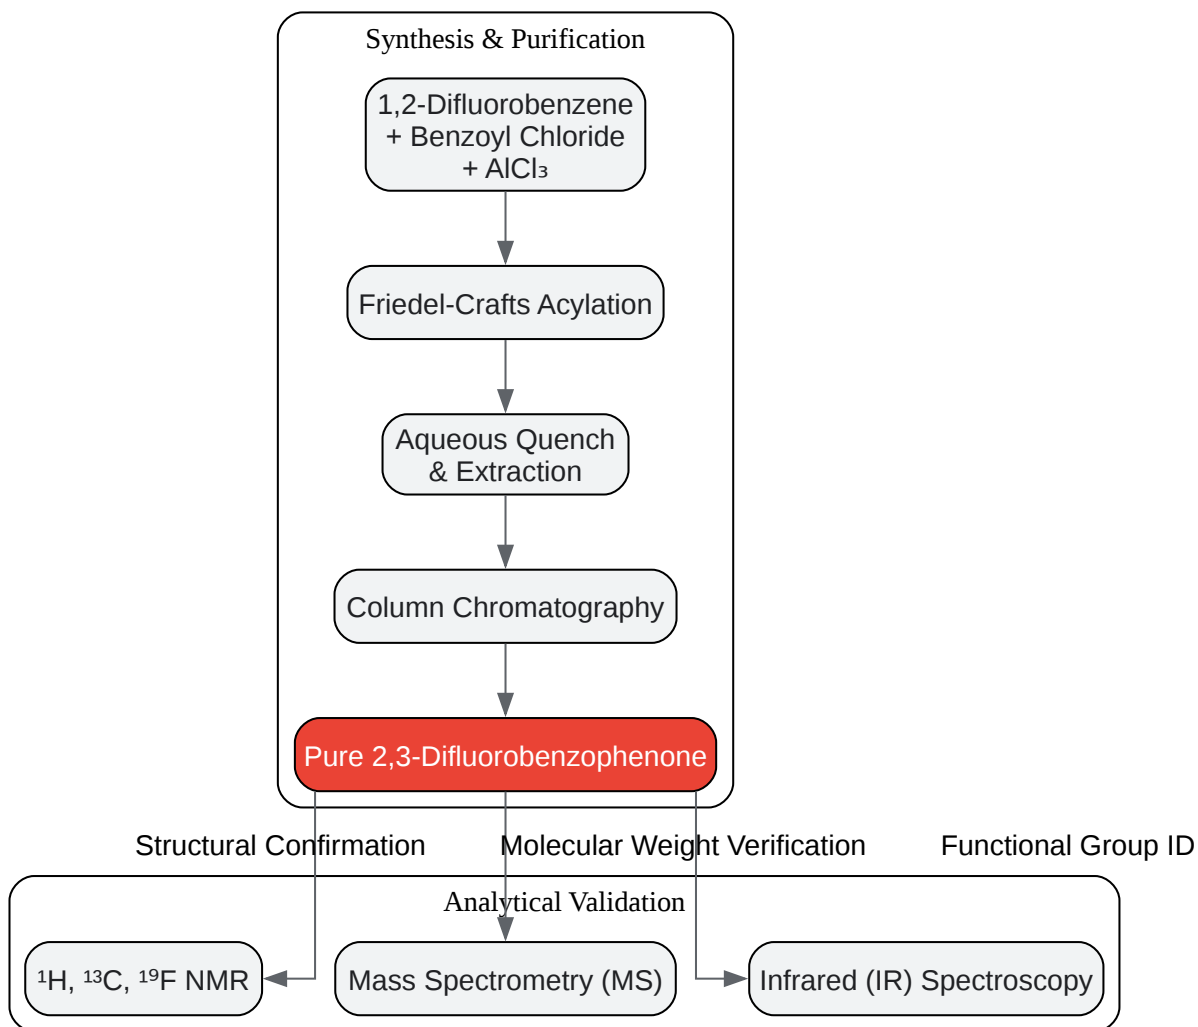 Synthesis & Purification
1,2-Difluorobenzene
+ Benzoyl Chloride
+ AlCl₃
Friedel-Crafts Acylation
Aqueous Quench
& Extraction
Column Chromatography
Pure 2,3-Difluorobenzophenone
Structural Confirmation
Molecular Weight Verification
Functional Group ID
Analytical Validation
¹H, ¹³C, ¹⁹F NMR
Mass Spectrometry (MS)
Infrared (IR) Spectroscopy